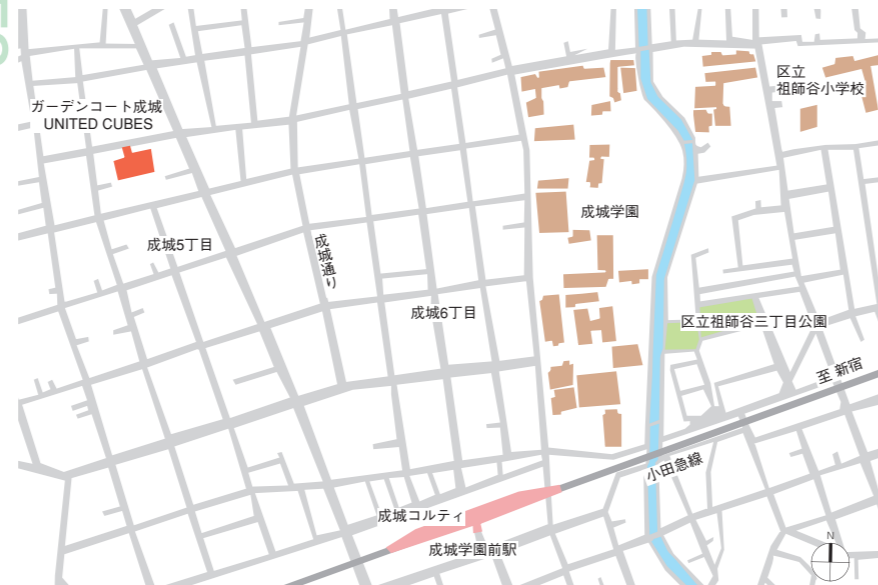 区立
祖師谷小学校
ガーデンコート成城
UNITED CUBES
成城学園
成城5丁目
成城通り
成城6丁目
区立祖師谷三丁目公園
至 新宿
小田急線
成城コルティ
成城学園前駅
N